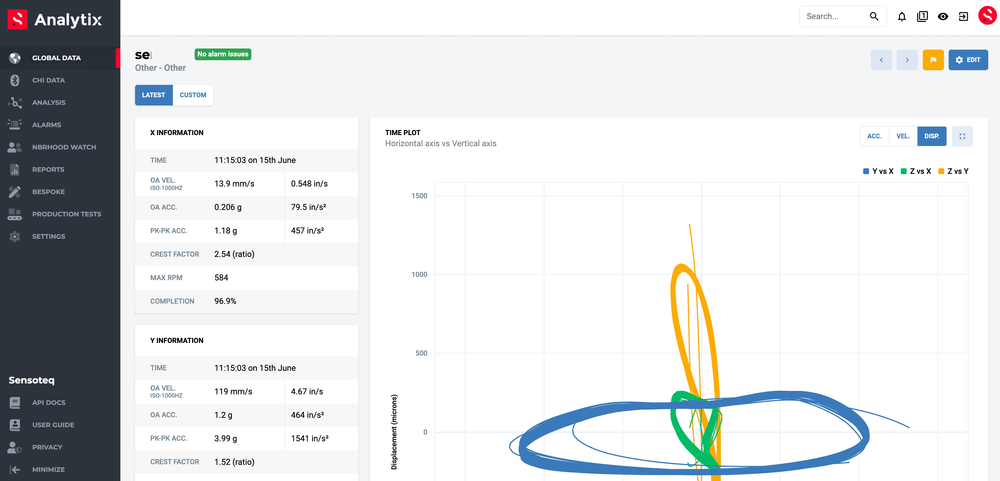 Analytix
Search...
GLOBAL DATA
CHI DATA
ANALYSIS
ALARMS
NBRHOOD WATCH
REPORTS
BESPOKE
PRODUCTION TESTS
SETTINGS
Sensoteq
API DOCS
USER GUIDE
PRIVACY
MINIMIZE
se No alarm issues
Other - Other
EDIT
LATEST CUSTOM
X INFORMATION
TIME 11:15:03 on 15th June
OA VEL. ISO-1000HZ 13.9 mm/s 0.548 in/s
OA ACC. 0.206 g 79.5 in/s²
PK-PK ACC. 1.18 g 457 in/s²
CREST FACTOR 2.54 (ratio)
MAX RPM 584
COMPLETION 96.9%
Y INFORMATION
TIME 11:15:03 on 15th June
OA VEL. ISO-1000HZ 119 mm/s 4.67 in/s
OA ACC. 1.2 g 464 in/s²
PK-PK ACC. 3.99 g 1541 in/s²
CREST FACTOR 1.52 (ratio)
TIME PLOT
Horizontal axis vs Vertical axis
ACC. VEL. DISP.
Y vs X Z vs X Z vs Y
1500
1000
500
0
Displacement (microns)